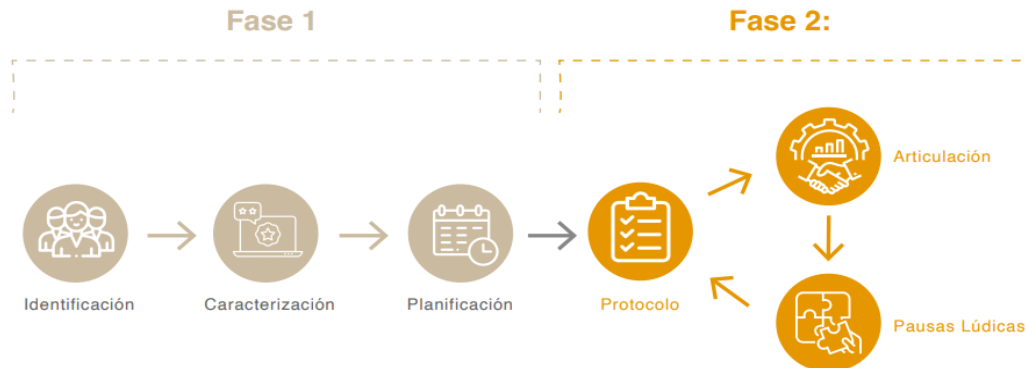 Fase 1
Fase 2:
Articulación
Identificación
Caracterización
Planificación
Protocolo
Pausas Lúdicas